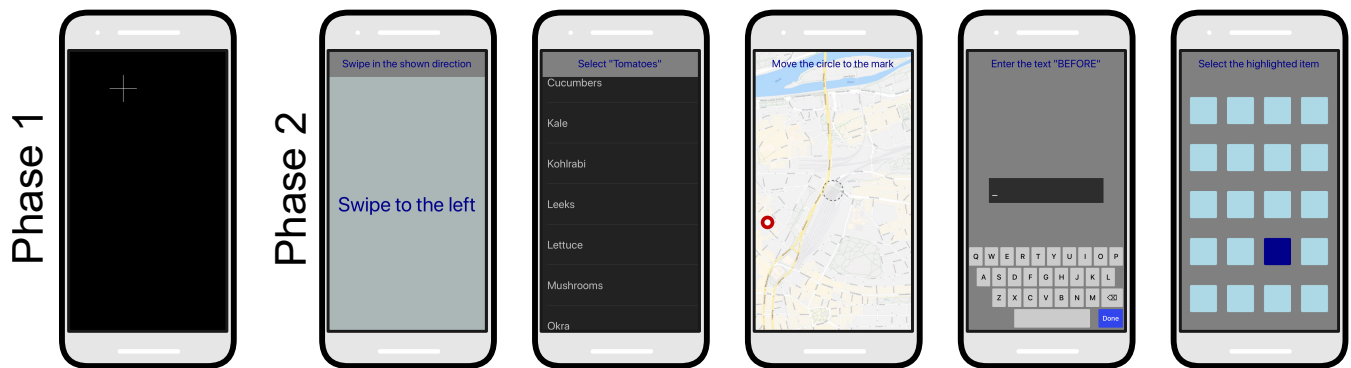 Phase 1
Phase 2
Swipe in the shown direction
Swipe to the left
Select "Tomatoes"
Cucumbers
Kale
Kohlrabi
Leeks
Lettuce
Mushrooms
Okra
Move the circle to the mark
Enter the text "BEFORE"
_
Q W E R T Y U I O P
A S D F G H J K L
Z X C V B N M ⌫
Done
Select the highlighted item